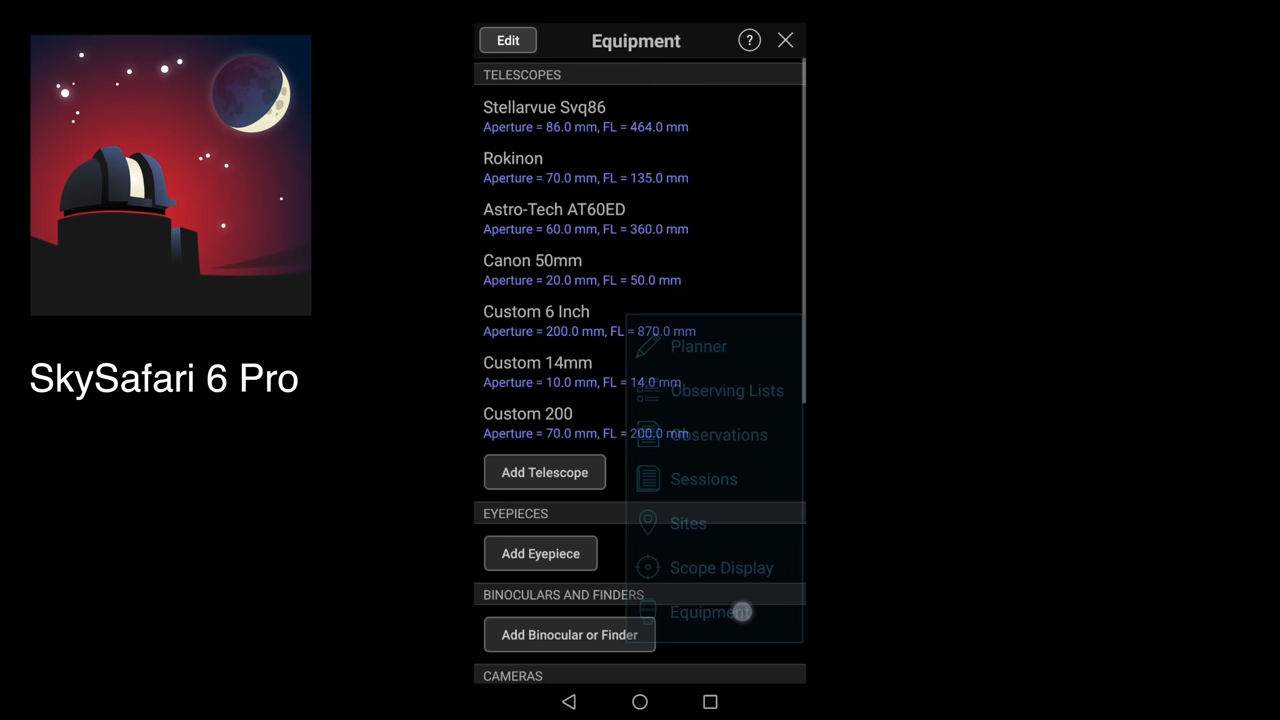 SkySafari 6 Pro
Edit
Equipment
?
TELESCOPES
Stellarvue Svq86
Aperture = 86.0 mm, FL = 464.0 mm
Rokinon
Aperture = 70.0 mm, FL = 135.0 mm
Astro-Tech AT60ED
Aperture = 60.0 mm, FL = 360.0 mm
Canon 50mm
Aperture = 20.0 mm, FL = 50.0 mm
Custom 6 Inch
Aperture = 200.0 mm, FL = 870.0 mm
Custom 14mm
Aperture = 10.0 mm, FL = 14.0 mm
Custom 200
Aperture = 70.0 mm, FL = 200.0 mm
Add Telescope
EYEPIECES
Add Eyepiece
BINOCULARS AND FINDERS
Add Binocular or Finder
CAMERAS
Planner
Observing Lists
Observations
Sessions
Sites
Scope Display
Equipment